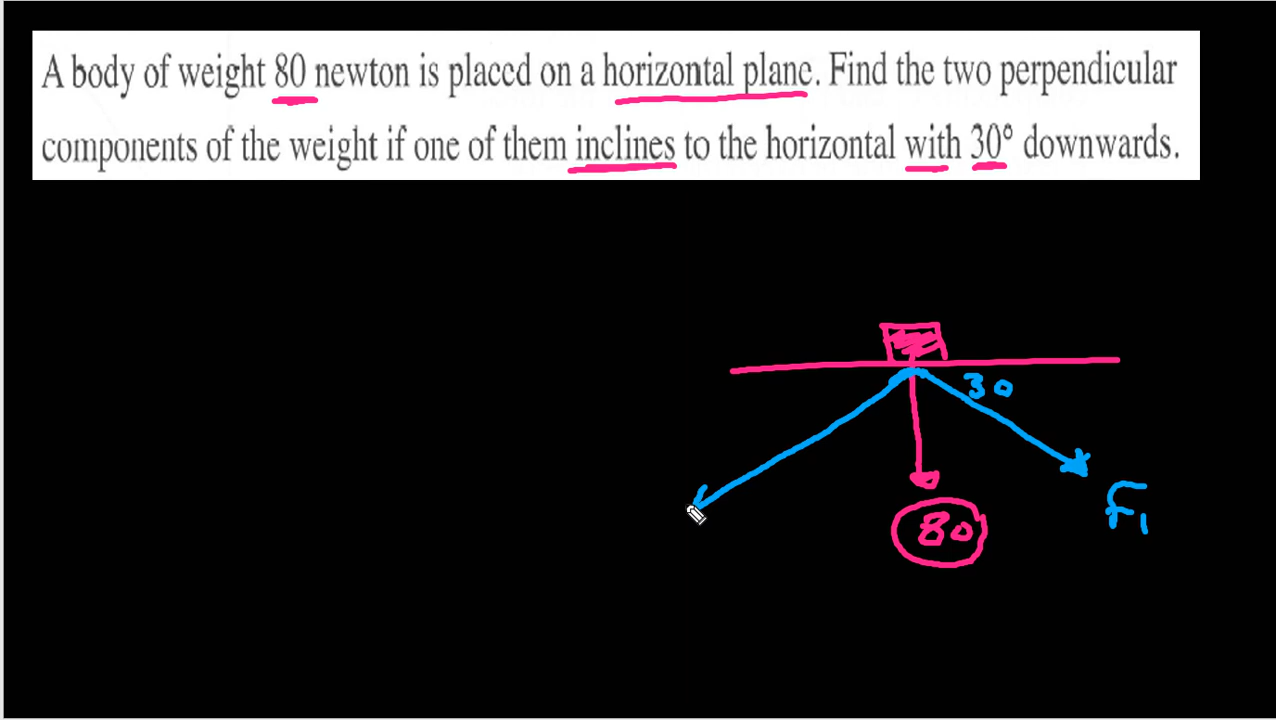 A body of weight 80 newton is placed on a horizontal plane. Find the two perpendicular
components of the weight if one of them inclines to the horizontal with 30° downwards.
30
F₁
80